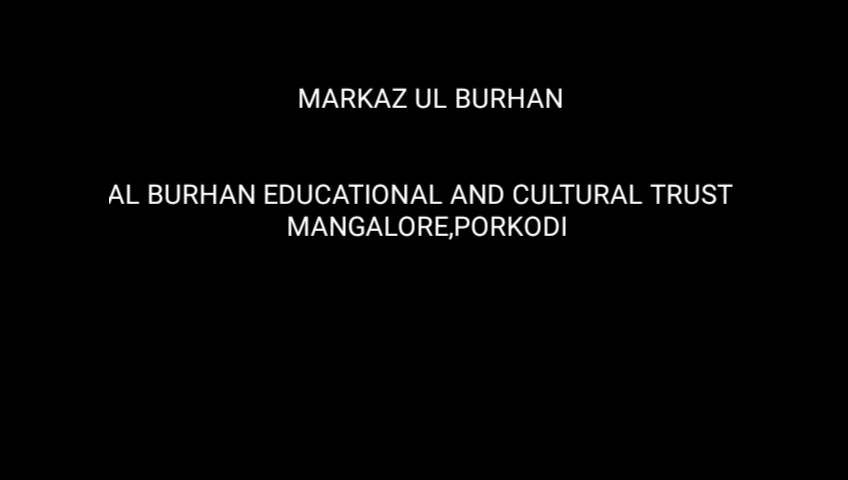 MARKAZ UL BURHAN
AL BURHAN EDUCATIONAL AND CULTURAL TRUST
MANGALORE,PORKODI